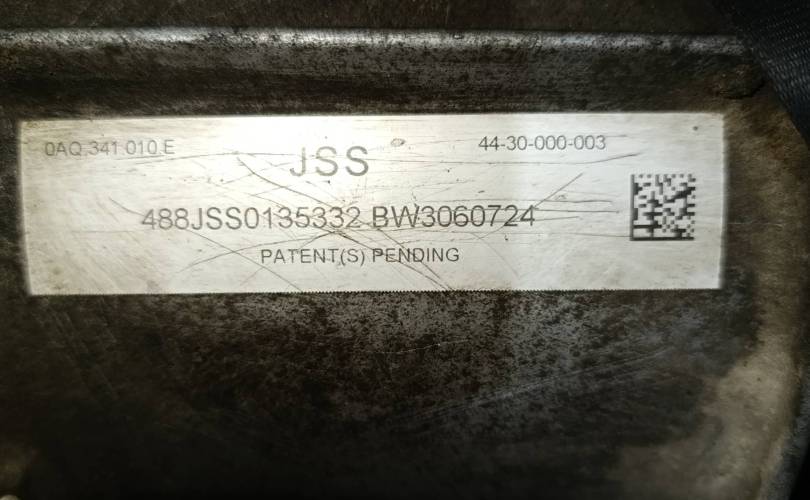 0AQ.341.010.E
JSS
44-30-000-003
488JSS0135332 BW3060724
PATENT(S) PENDING